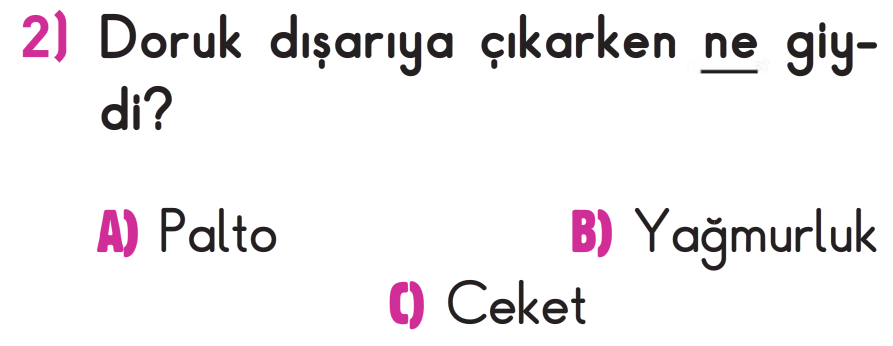 2) Doruk dışarıya çıkarken ne giy-
di?
A) Palto B) Yağmurluk
C) Ceket